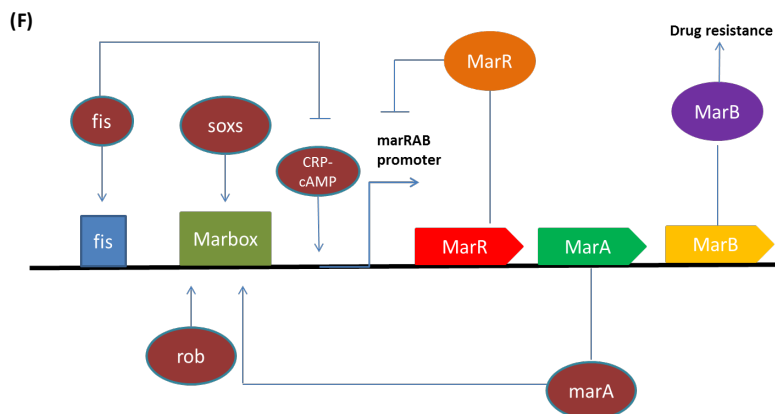 (F)
Drug resistance
MarR
fis
soxs
MarB
CRP-
cAMP
marRAB
promoter
fis
Marbox
MarR
MarA
MarB
rob
marA